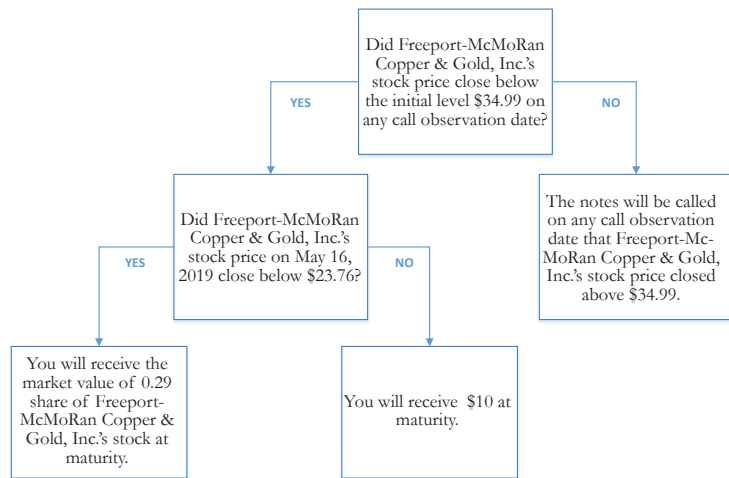 Did Freeport-McMoRan
Copper & Gold, Inc.'s
stock price close below
the initial level $34.99 on
any call observation date?
YES
NO
Did Freeport-McMoRan
Copper & Gold, Inc.'s
stock price on May 16,
2019 close below $23.76?
The notes will be called
on any call observation
date that Freeport-Mc-
MoRan Copper & Gold,
Inc.'s stock price closed
above $34.99.
YES
NO
You will receive the
market value of 0.29
share of Freeport-
McMoRan Copper &
Gold, Inc.'s stock at
maturity.
You will receive $10 at
maturity.